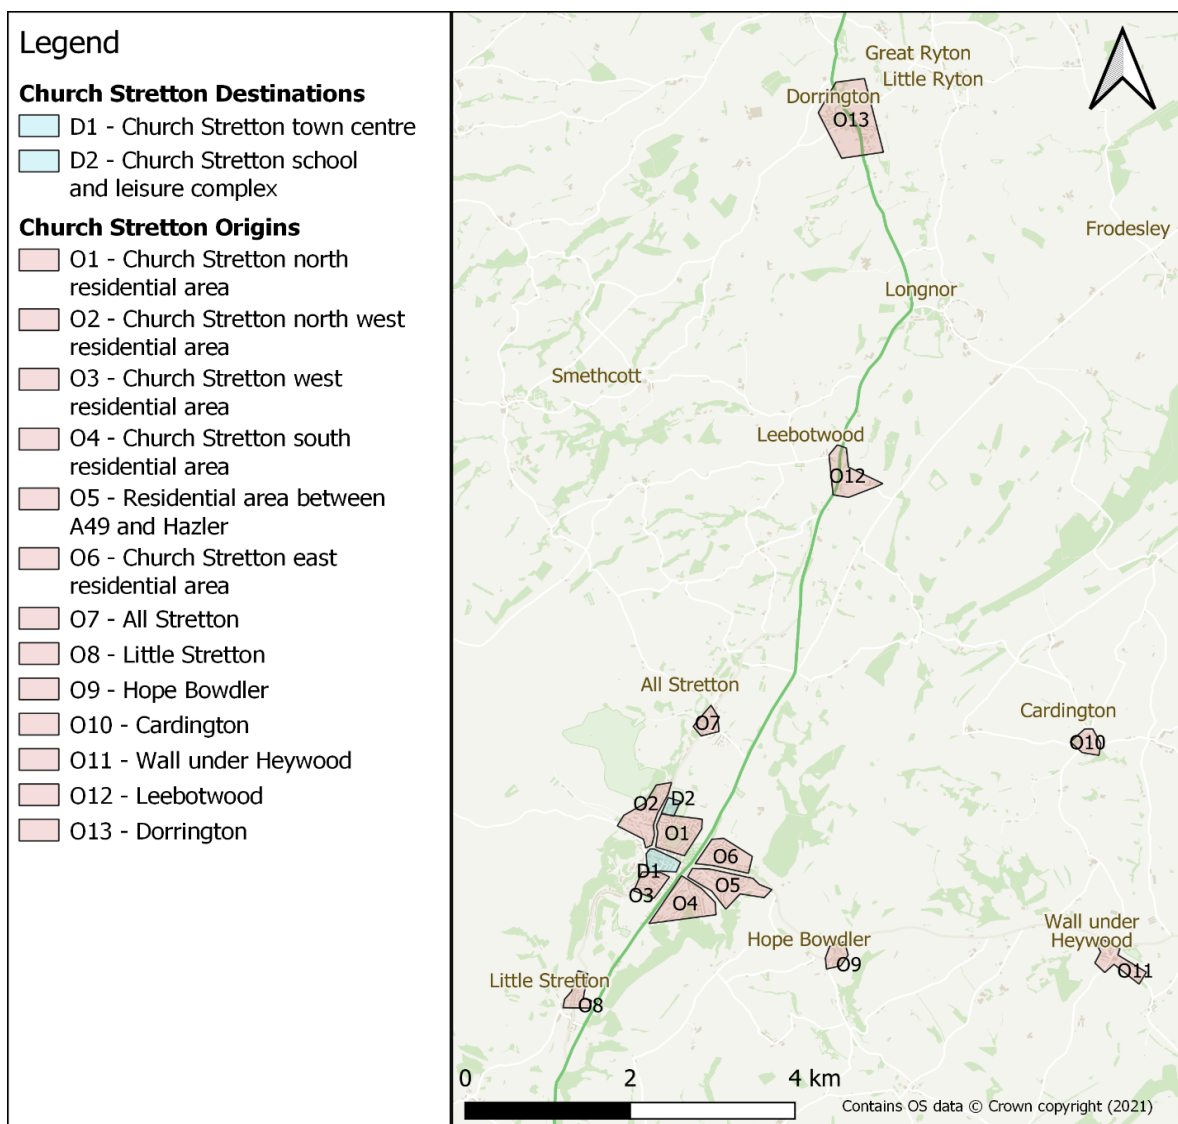 Legend
Church Stretton Destinations
D1 - Church Stretton town centre
D2 - Church Stretton school
and leisure complex
Church Stretton Origins
O1 - Church Stretton north
residential area
O2 - Church Stretton north west
residential area
O3 - Church Stretton west
residential area
O4 - Church Stretton south
residential area
O5 - Residential area between
A49 and Hazler
O6 - Church Stretton east
residential area
O7 - All Stretton
O8 - Little Stretton
O9 - Hope Bowdler
O10 - Cardington
O11 - Wall under Heywood
O12 - Leebotwood
O13 - Dorrington
Great Ryton
Little Ryton
Dorrington
O13
Frodesley
Longnor
Smethcott
Leebotwood
O12
All Stretton
O7
Cardington
O10
O2
D2
O1
O6
D1
O5
O3
O4
Hope Bowdler
O9
Wall under
Heywood
O11
Little Stretton
O8
0 2 4 km
Contains OS data © Crown copyright (2021)